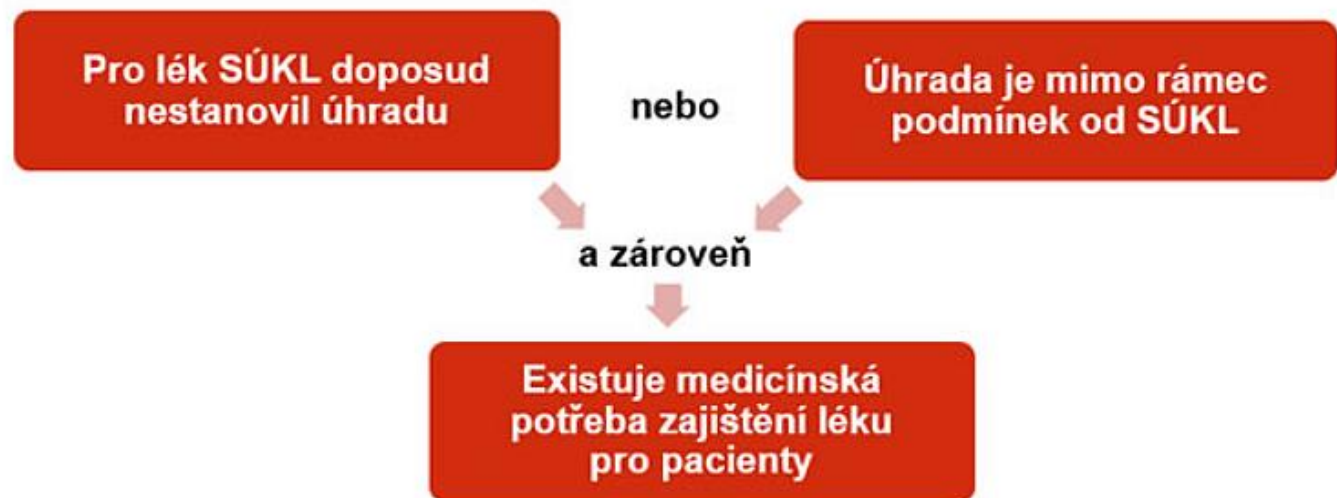 Pro lék SÚKL doposud
nestanovil úhradu
nebo
Úhrada je mimo rámec
podmínek od SÚKL
a zároveň
Existuje medicínská
potřeba zajištění léku
pro pacienty